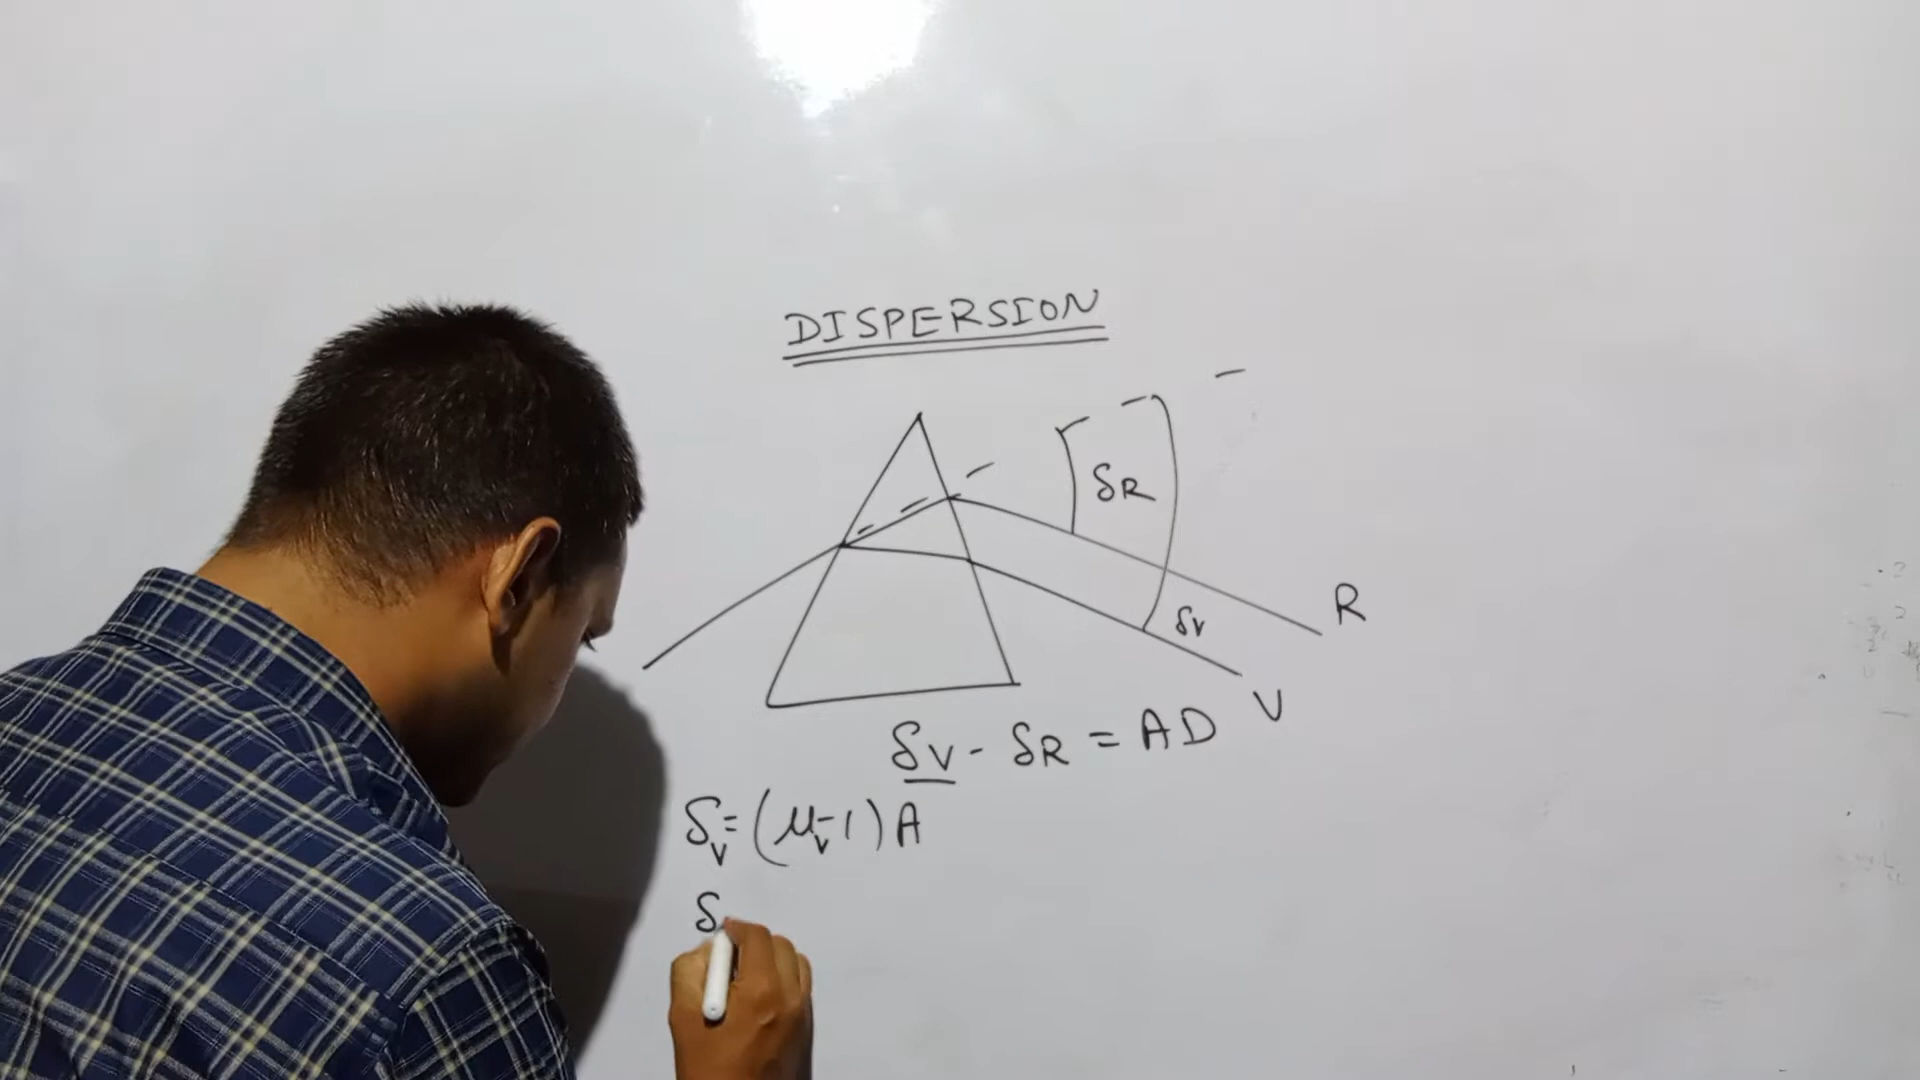 DISPERSION
δR
δv
R
V
δv - δR = AD
δv = (μv-1) A
δ